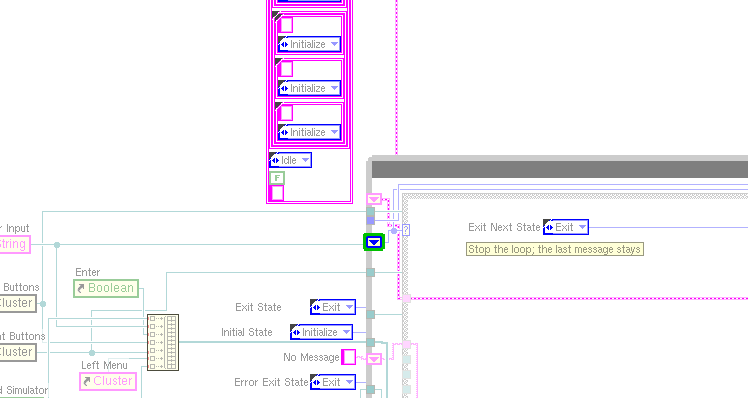 Initialize
Initialize
Initialize
Idle
F
Input
String
Exit Next State
Exit
?
Stop the loop; the last message stays
Enter
Boolean
Buttons
Cluster
Exit State
Exit
Initial State
Initialize
t Buttons
Cluster
No Message
Left Menu
Cluster
Error Exit State
Exit
d Simulator